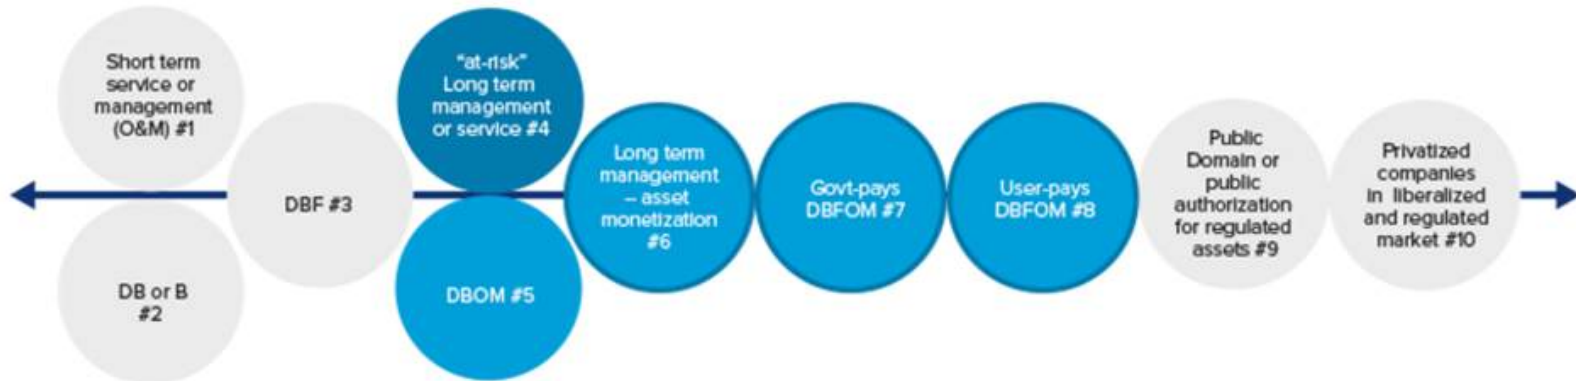 Short term
service or
management
(O&M) #1
DB or B
#2
DBF #3
"at-risk"
Long term
management
or service #4
DBOM #5
Long term
management
– asset
monetization
#6
Govt-pays
DBFOM #7
User-pays
DBFOM #8
Public
Domain or
public
authorization
for regulated
assets #9
Privatized
companies
in liberalized
and regulated
market #10